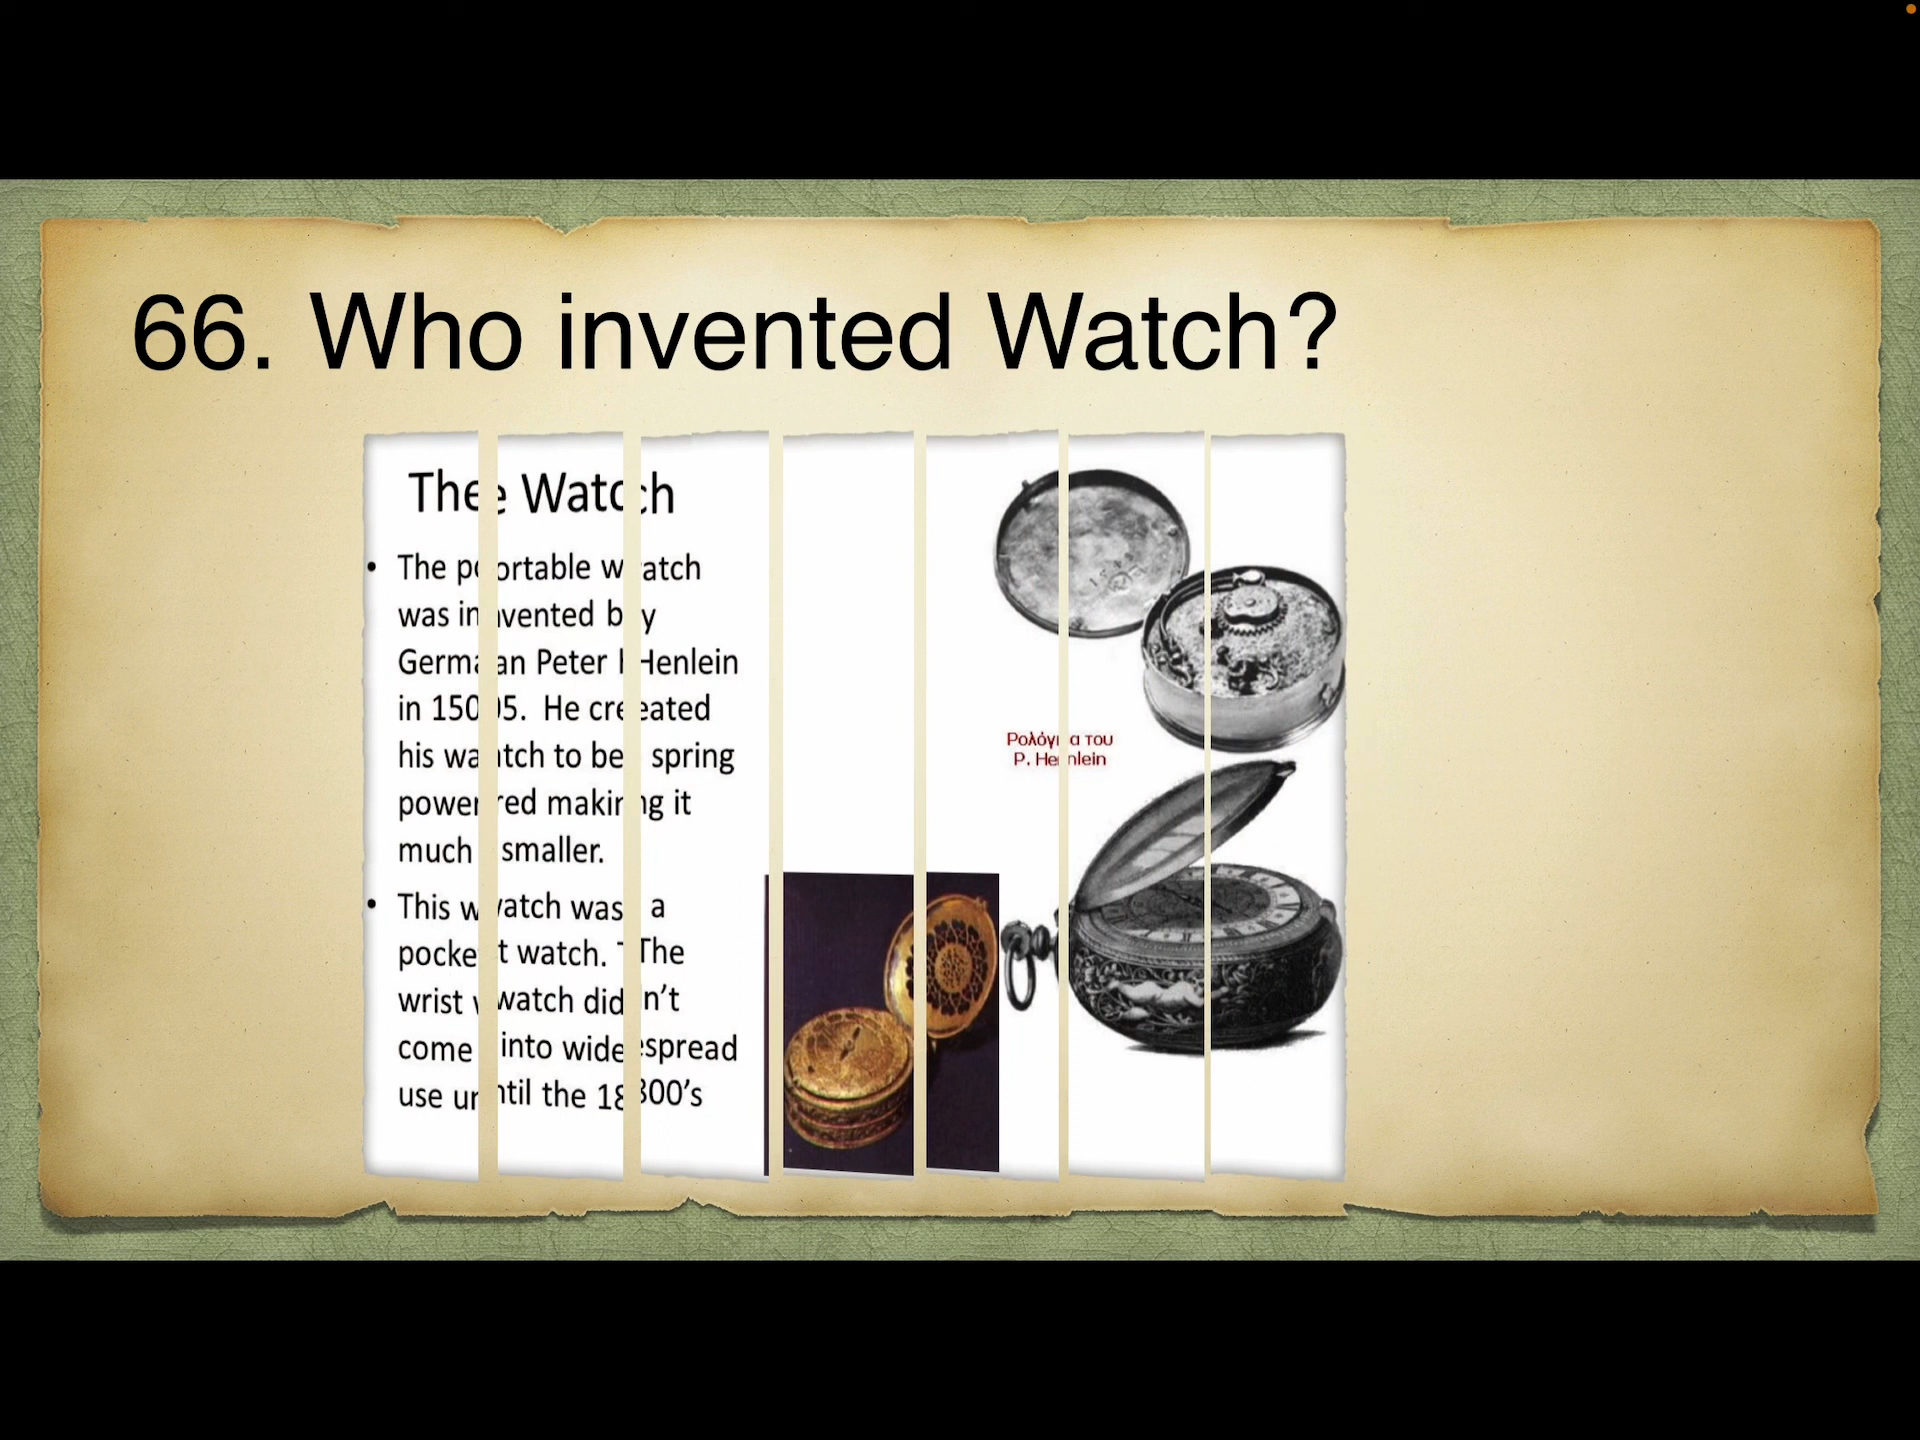 66. Who invented Watch?
The Watch
• The portable watch
was invented by
German Peter Henlein
in 1505. He created
his watch to be spring
powered making it
much smaller.
• This watch was a
pocket watch. The
wrist watch didn't
come into widespread
use until the 1800's
Ρολόγια του
P. Henlein